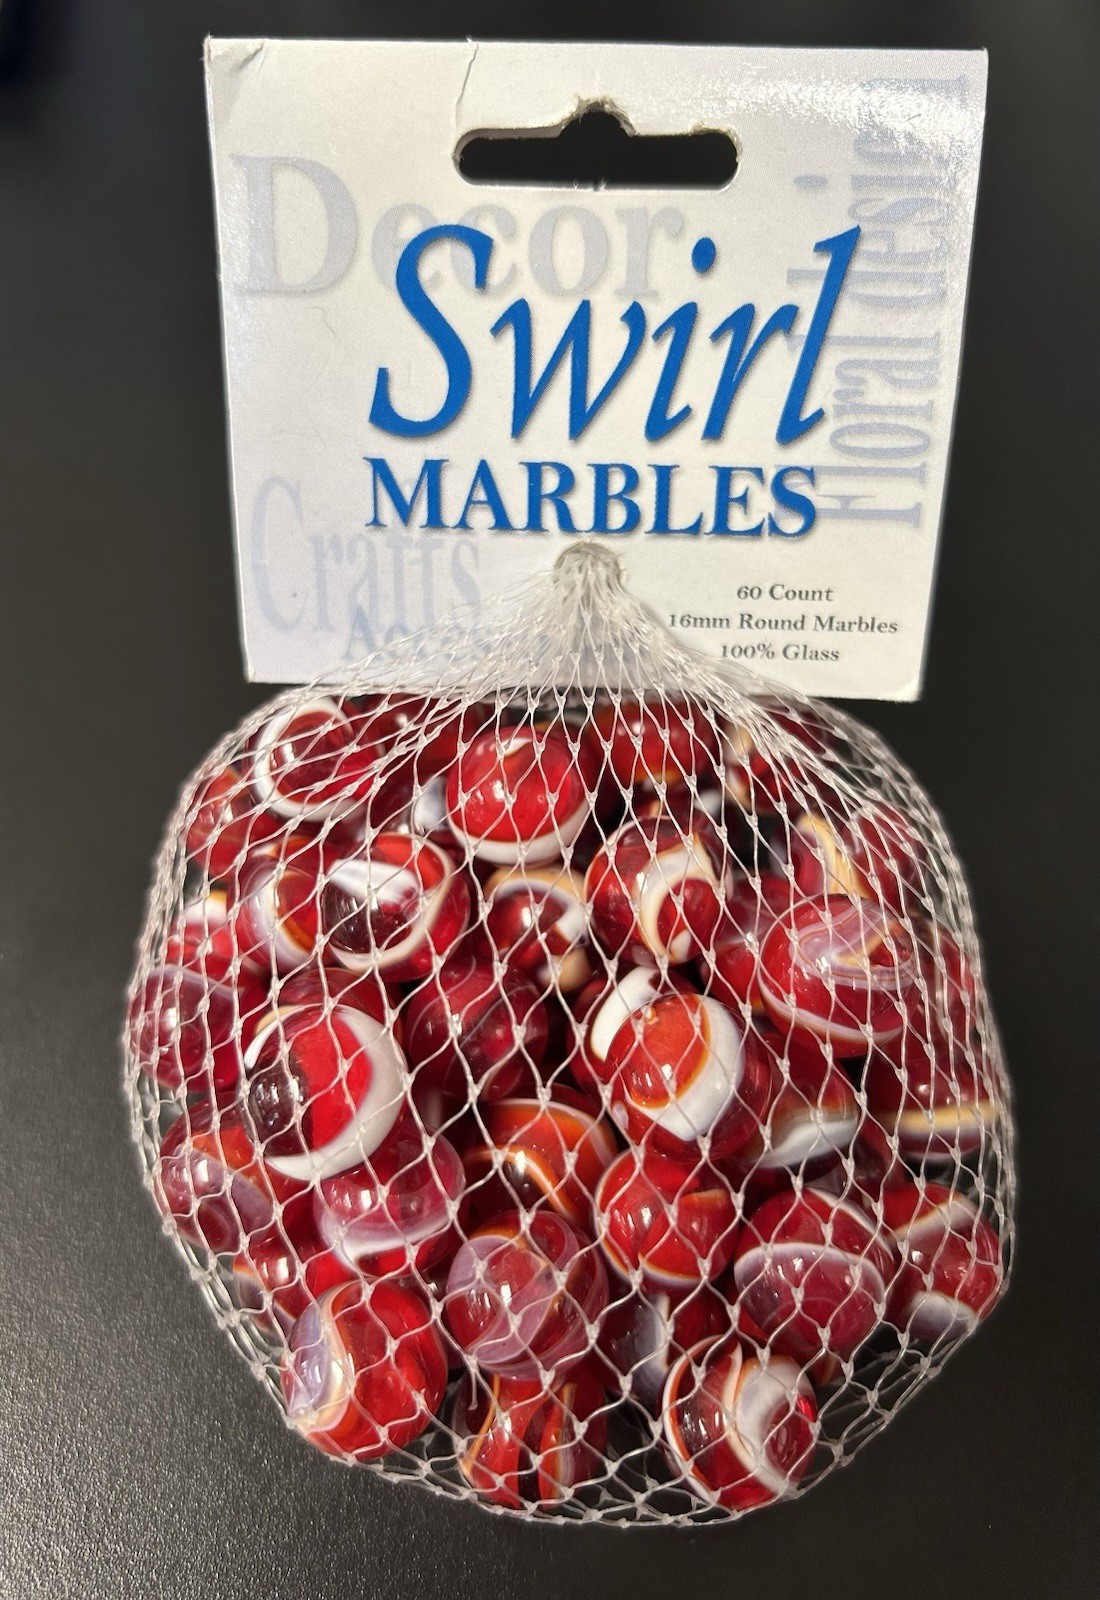 Decor
Floral design
Swirl
MARBLES
Crafts
60 Count
16mm Round Marbles
100% Glass